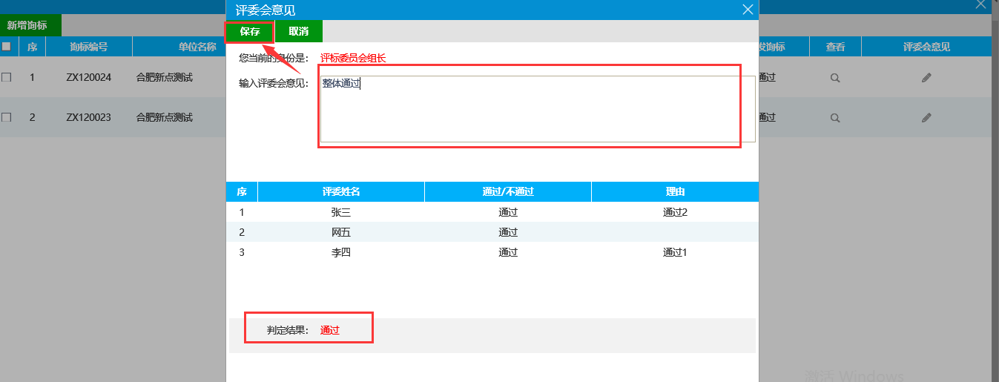 评委会意见
新增询标
保存 取消
序 询标编号 单位名称 发询标 查看 评委会意见
您当前的身份是： 评标委员会组长
1 ZX120024 合肥新点测试 通过
输入评委会意见： 整体通过
2 ZX120023 合肥新点测试 通过
序 评委姓名 通过/不通过 理由
1 张三 通过 通过2
2 网五 通过
3 李四 通过 通过1
判定结果： 通过
激活 Windows